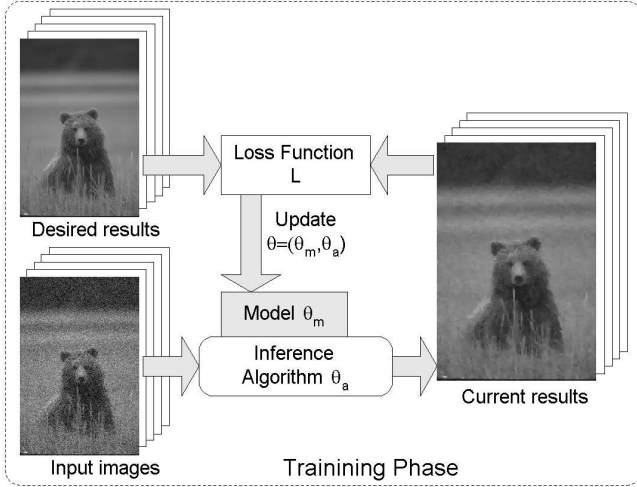 Desired results
Loss Function
L
Update
θ=(θm,θa)
Model θm
Inference
Algorithm θa
Input images
Current results
Trainining Phase